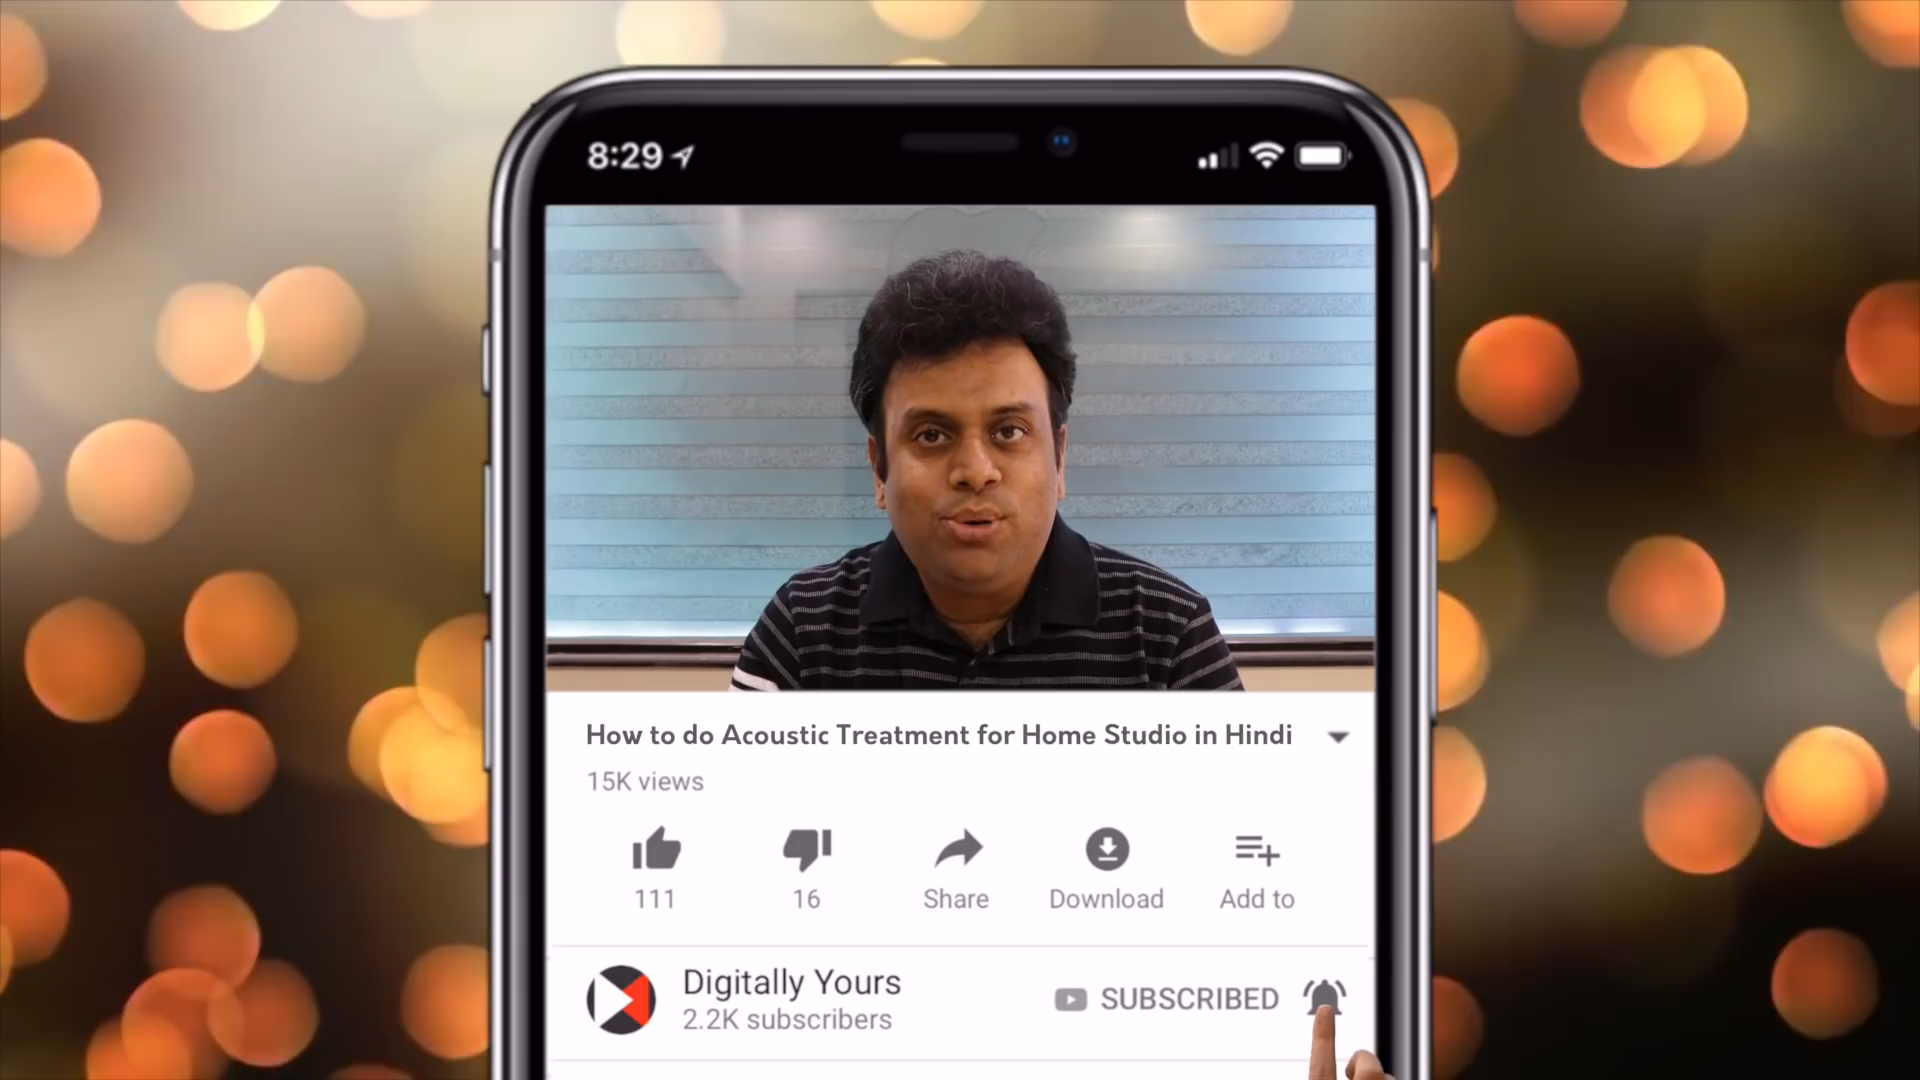 8:29
How to do Acoustic Treatment for Home Studio in Hindi
15K views
111
16
Share
Download
Add to
Digitally Yours
SUBSCRIBED
2.2K subscribers